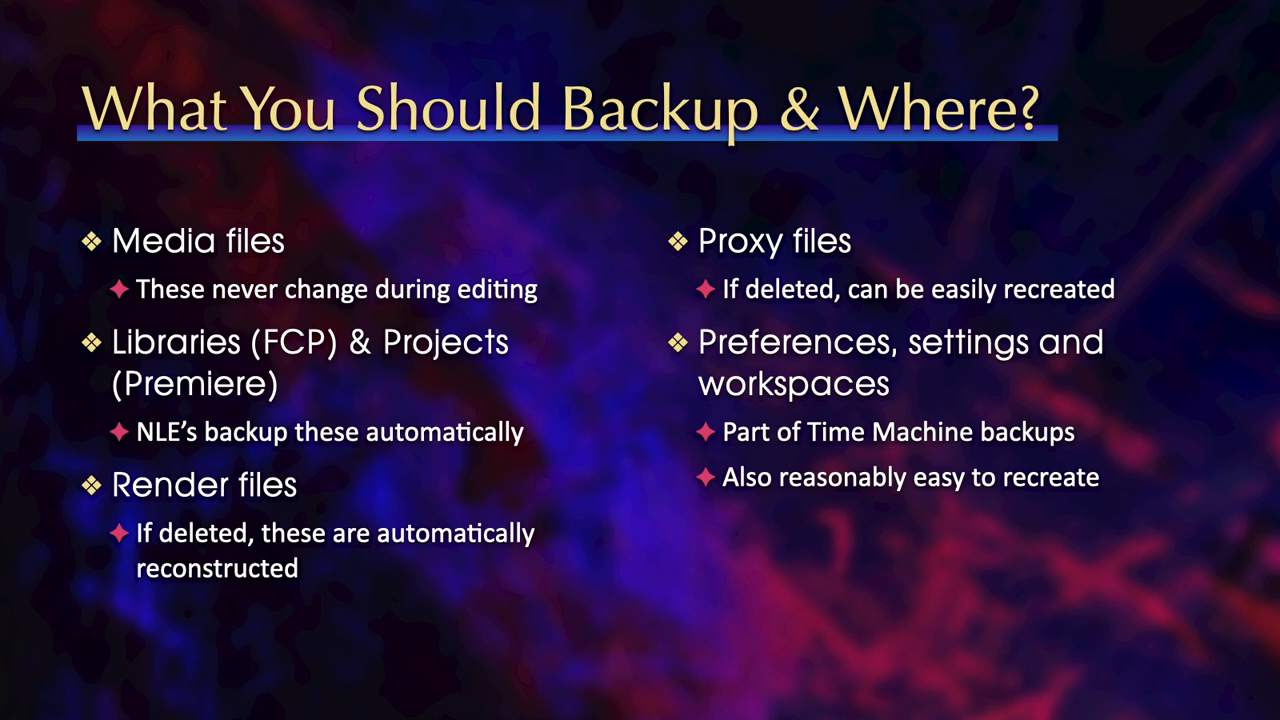 What You Should Backup & Where?
Media files
These never change during editing
Libraries (FCP) & Projects
(Premiere)
NLE’s backup these automatically
Render files
If deleted, these are automatically
reconstructed
Proxy files
If deleted, can be easily recreated
Preferences, settings and
workspaces
Part of Time Machine backups
Also reasonably easy to recreate